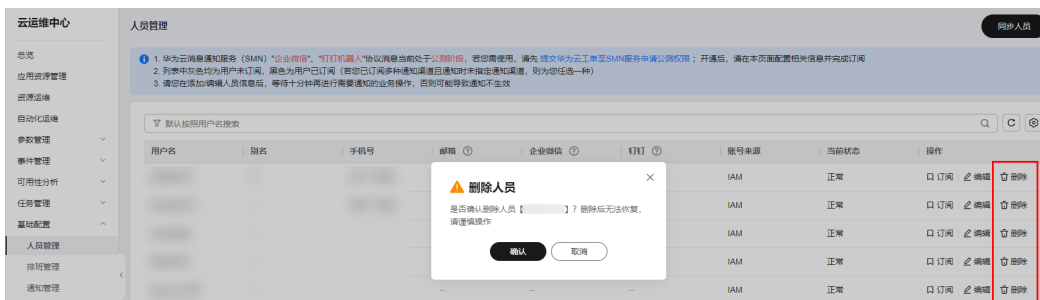 云运维中心
人员管理
同步人员
总览
应用资源管理
资源运维
自动化运维
参数管理
事件管理
可用性分析
任务管理
基础配置
人员管理
排班管理
通知管理
1. 华为云消息通知服务（SMN）"企业微信"、"钉钉机器人"协议消息当前处于公测阶段，若您需使用，请先 提交华为云工单至SMN服务申请公测权限 ；开通后，请在本页面配置相关信息并完成订阅
2. 列表中灰色均为用户未订阅，黑色为用户已订阅（若您已订阅多种通知渠道且通知时未指定通知渠道，则为您任选一种）
3. 请您在添加/编辑人员信息后，等待十分钟再进行需要通知的业务操作，否则可能导致通知不生效
默认按照用户名搜索
用户名 别名 手机号 邮箱 企业微信 钉钉 账号来源 当前状态 操作
IAM 正常 订阅 编辑 删除
IAM 正常 订阅 编辑 删除
IAM 正常 订阅 编辑 删除
IAM 正常 订阅 编辑 删除
-- -- -- IAM 正常 订阅 编辑 删除
删除人员
是否确认删除人员【 】？删除后无法恢复，
请谨慎操作
确认 取消